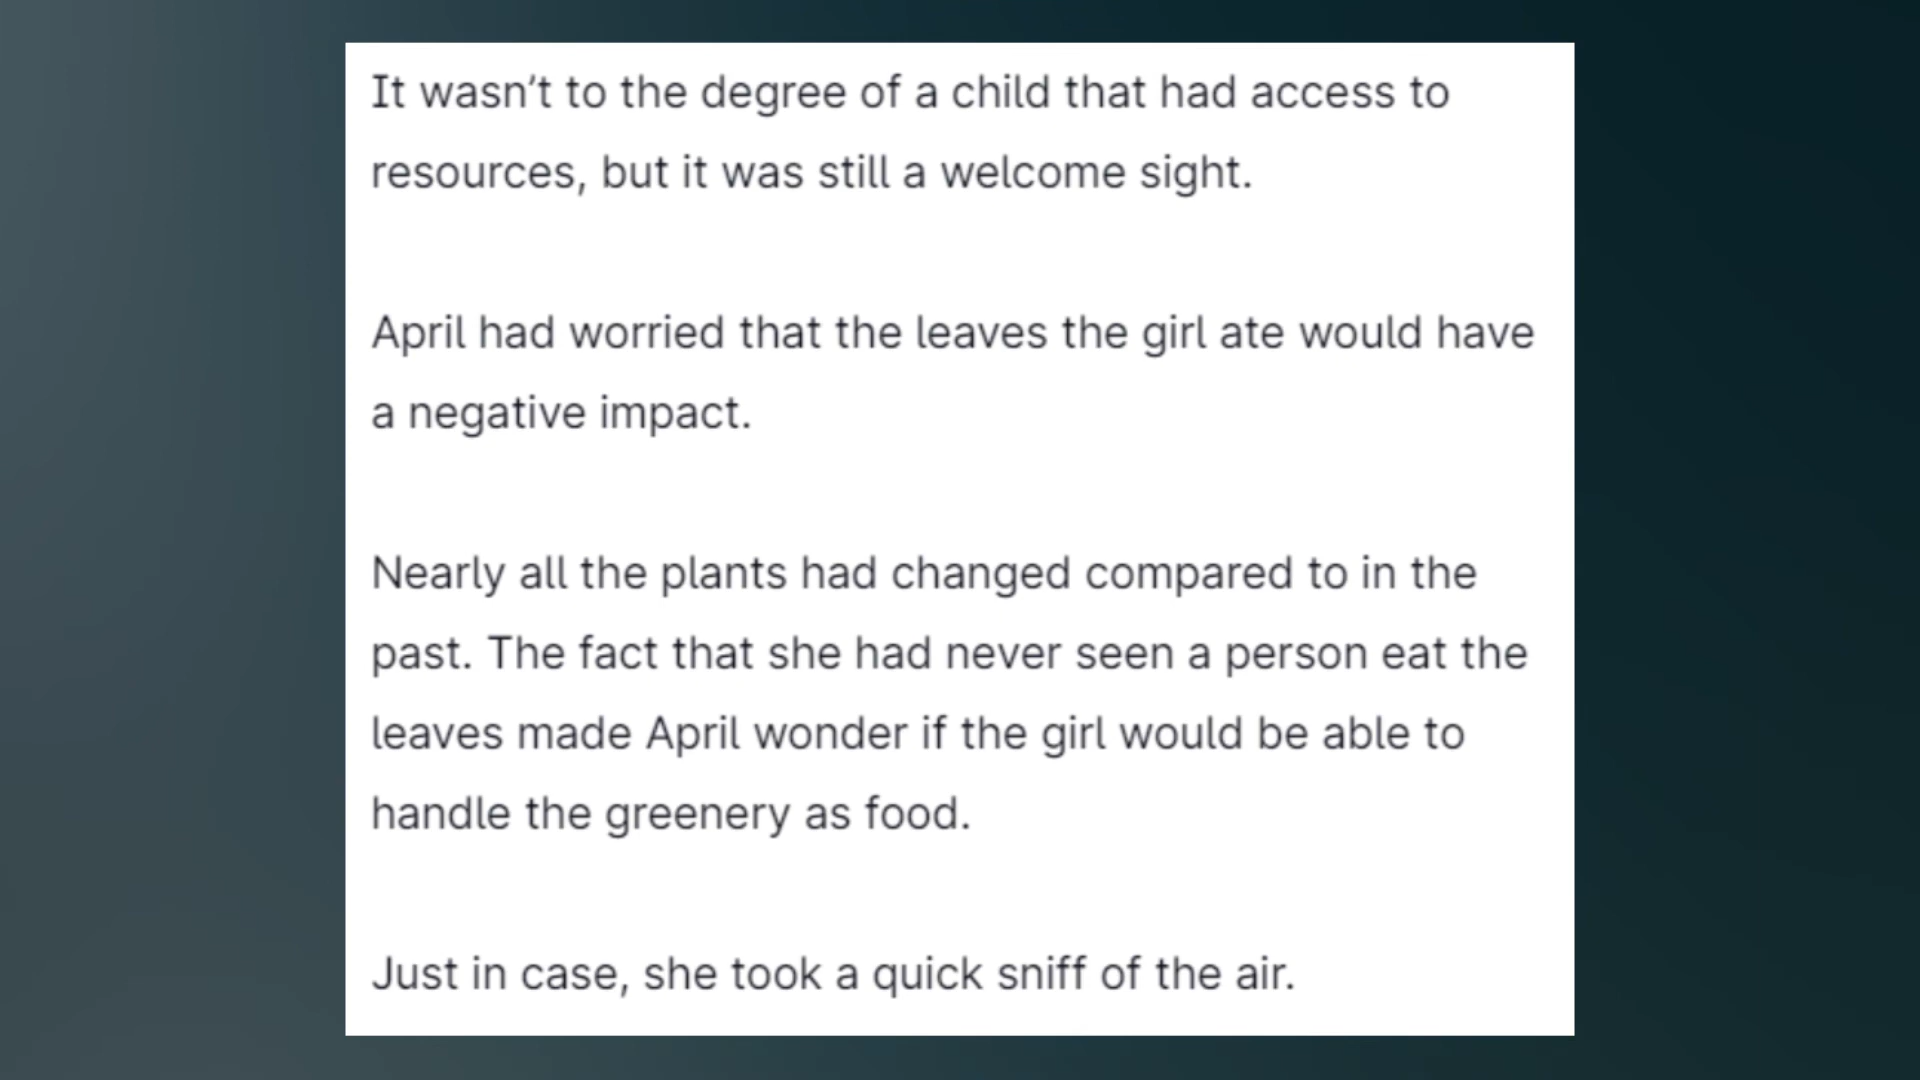 It wasn’t to the degree of a child that had access to
resources, but it was still a welcome sight.
April had worried that the leaves the girl ate would have
a negative impact.
Nearly all the plants had changed compared to in the
past. The fact that she had never seen a person eat the
leaves made April wonder if the girl would be able to
handle the greenery as food.
Just in case, she took a quick sniff of the air.